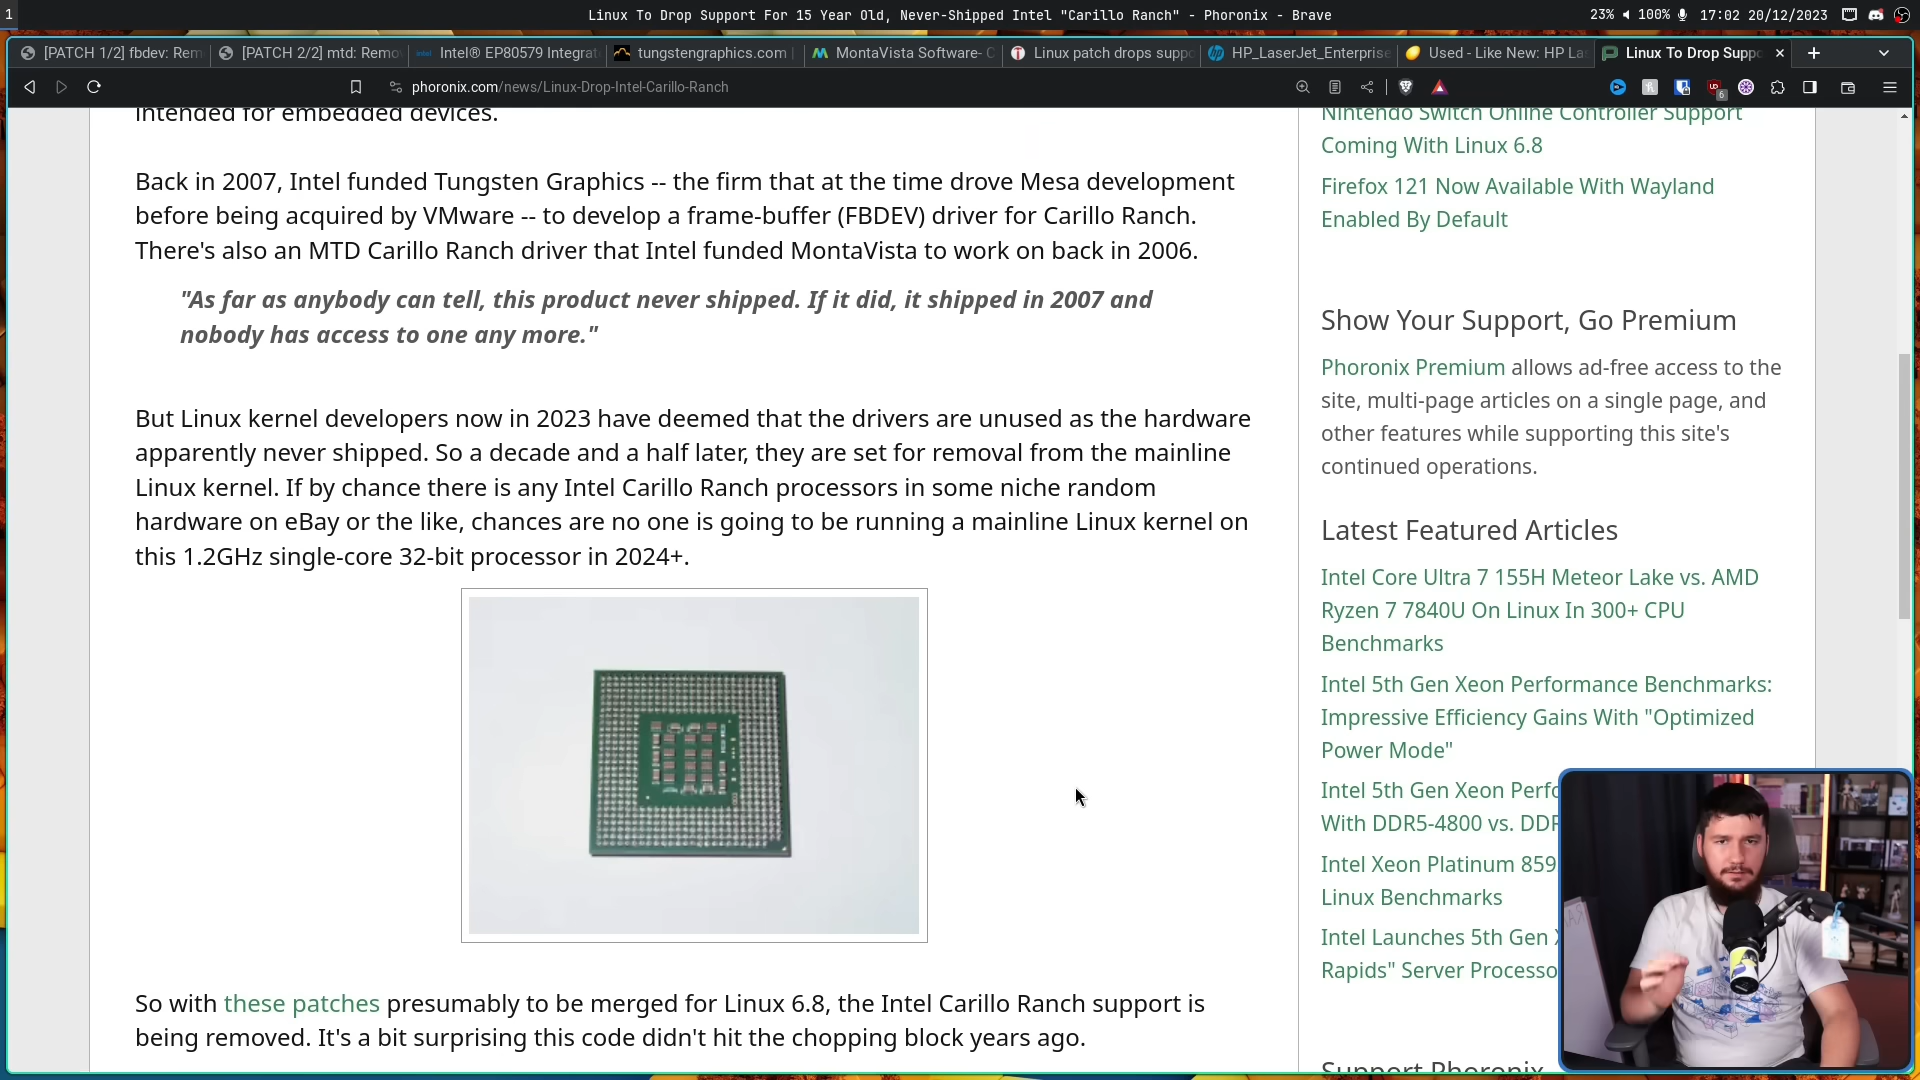 1
Linux To Drop Support For 15 Year Old, Never-Shipped Intel "Carillo Ranch" - Phoronix - Brave
23% 100% 17:02 20/12/2023
[PATCH 1/2] fbdev: Rem
[PATCH 2/2] mtd: Remo
Intel® EP80579 Integrat
tungstengraphics.com
MontaVista Software- C
Linux patch drops suppo
HP_LaserJet_Enterprise
Used - Like New: HP La
Linux To Drop Suppo
phoronix.com/news/Linux-Drop-Intel-Carillo-Ranch
6
intended for embedded devices.
Back in 2007, Intel funded Tungsten Graphics -- the firm that at the time drove Mesa development
before being acquired by VMware -- to develop a frame-buffer (FBDEV) driver for Carillo Ranch.
There's also an MTD Carillo Ranch driver that Intel funded MontaVista to work on back in 2006.
"As far as anybody can tell, this product never shipped. If it did, it shipped in 2007 and
nobody has access to one any more."
But Linux kernel developers now in 2023 have deemed that the drivers are unused as the hardware
apparently never shipped. So a decade and a half later, they are set for removal from the mainline
Linux kernel. If by chance there is any Intel Carillo Ranch processors in some niche random
hardware on eBay or the like, chances are no one is going to be running a mainline Linux kernel on
this 1.2GHz single-core 32-bit processor in 2024+.
So with these patches presumably to be merged for Linux 6.8, the Intel Carillo Ranch support is
being removed. It's a bit surprising this code didn't hit the chopping block years ago.
Nintendo Switch Online Controller Support
Coming With Linux 6.8
Firefox 121 Now Available With Wayland
Enabled By Default
Show Your Support, Go Premium
Phoronix Premium allows ad-free access to the
site, multi-page articles on a single page, and
other features while supporting this site's
continued operations.
Latest Featured Articles
Intel Core Ultra 7 155H Meteor Lake vs. AMD
Ryzen 7 7840U On Linux In 300+ CPU
Benchmarks
Intel 5th Gen Xeon Performance Benchmarks:
Impressive Efficiency Gains With "Optimized
Power Mode"
Intel 5th Gen Xeon Perfo
With DDR5-4800 vs. DDR
Intel Xeon Platinum 859
Linux Benchmarks
Intel Launches 5th Gen
Rapids" Server Processo
Support Phoronix